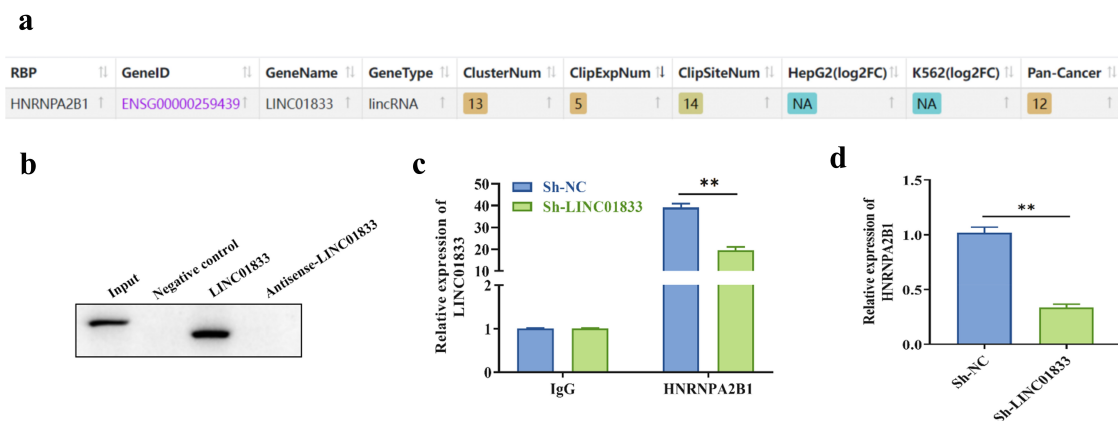 a
RBP GeneID GeneName GeneType ClusterNum ClipExpNum ClipSiteNum HepG2(log2FC) K562(log2FC) Pan-Cancer
HNRNPA2B1 ENSG00000259439 LINC01833 lincRNA 13 5 14 NA NA 12
b
Input
Negative control
LINC01833
Antisense-LINC01833
c
Relative expression of
LINC01833
50
40
30
20
10
2
1
0
Sh-NC
Sh-LINC01833
**
IgG
HNRNPA2B1
d
Relative expression of
HNRNPA2B1
1.5
1.0
0.5
0.0
**
Sh-NC
Sh-LINC01833